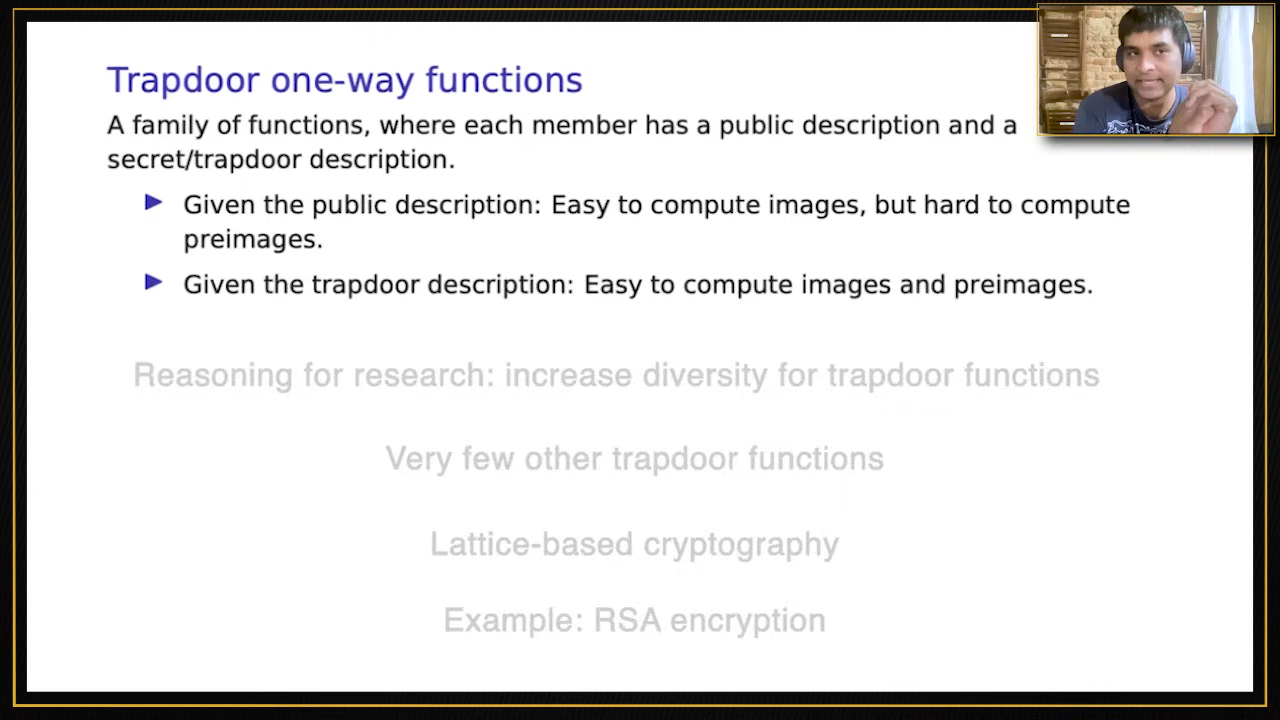 Trapdoor one-way functions
A family of functions, where each member has a public description and a
secret/trapdoor description.
Given the public description: Easy to compute images, but hard to compute
preimages.
Given the trapdoor description: Easy to compute images and preimages.
Reasoning for research: increase diversity for trapdoor functions
Very few other trapdoor functions
Lattice-based cryptography
Example: RSA encryption